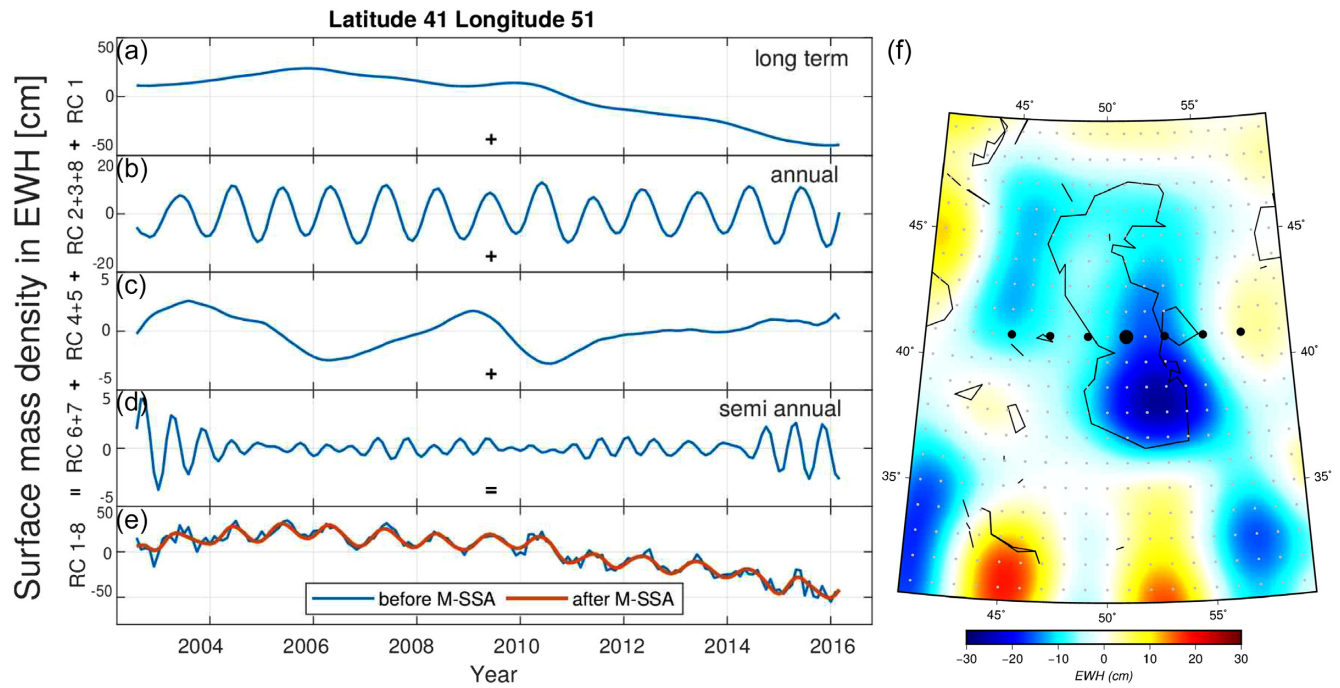 Latitude 41 Longitude 51
Surface mass density in EWH [cm]
(a)
long term
50
0
-50
RC 1
+
+
(b)
annual
20
0
-20
RC 2+3+8
+
+
(c)
5
0
-5
RC 4+5
+
+
(d)
semi annual
5
0
-5
RC 6+7
=
=
(e)
50
0
-50
RC 1-8
before M-SSA
after M-SSA
2004 2006 2008 2010 2012 2014 2016
Year
(f)
45° 50° 55°
45° 45°
40° 40°
35° 35°
45° 50° 55°
−30 −20 −10 0 10 20 30
EWH (cm)